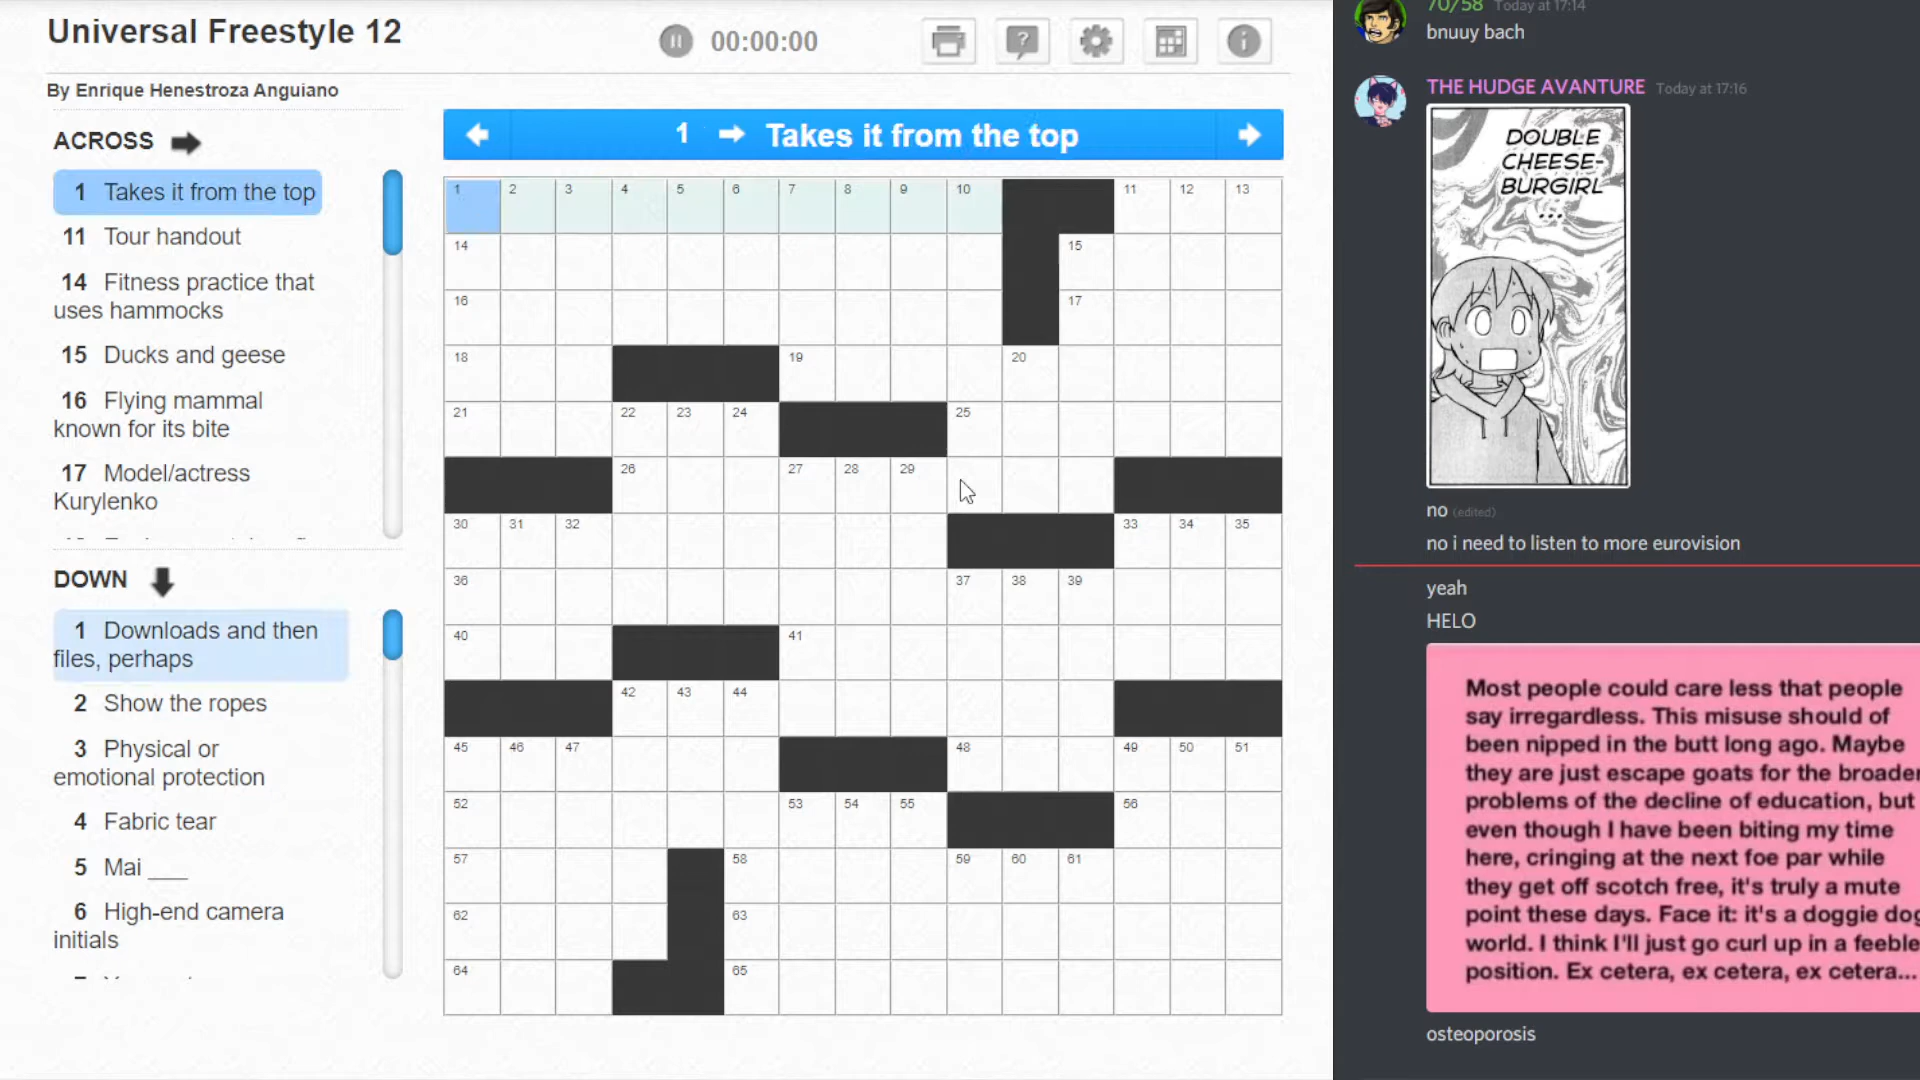 Universal Freestyle 12
00:00:00
By Enrique Henestroza Anguiano
ACROSS
1 Takes it from the top
11 Tour handout
14 Fitness practice that
uses hammocks
15 Ducks and geese
16 Flying mammal
known for its bite
17 Model/actress
Kurylenko
DOWN
1 Downloads and then
files, perhaps
2 Show the ropes
3 Physical or
emotional protection
4 Fabric tear
5 Mai ___
6 High-end camera
initials
1 Takes it from the top
1 2 3 4 5 6 7 8 9 10 11 12 13
14 15
16 17
18 19 20
21 22 23 24 25
26 27 28 29
30 31 32 33 34 35
36 37 38 39
40 41
42 43 44
45 46 47 48 49 50 51
52 53 54 55 56
57 58 59 60 61
62 63
64 65
70/58 Today at 17:14
bnuuy bach
THE HUDGE AVANTURE Today at 17:16
DOUBLE
CHEESE-
BURGIRL
...
no (edited)
no i need to listen to more eurovision
yeah
HELO
Most people could care less that people
say irregardless. This misuse should of
been nipped in the butt long ago. Maybe
they are just escape goats for the broader
problems of the decline of education, but
even though I have been biting my time
here, cringing at the next foe par while
they get off scotch free, it's truly a mute
point these days. Face it: it's a doggie dog
world. I think I'll just go curl up in a feeble
position. Ex cetera, ex cetera, ex cetera...
osteoporosis